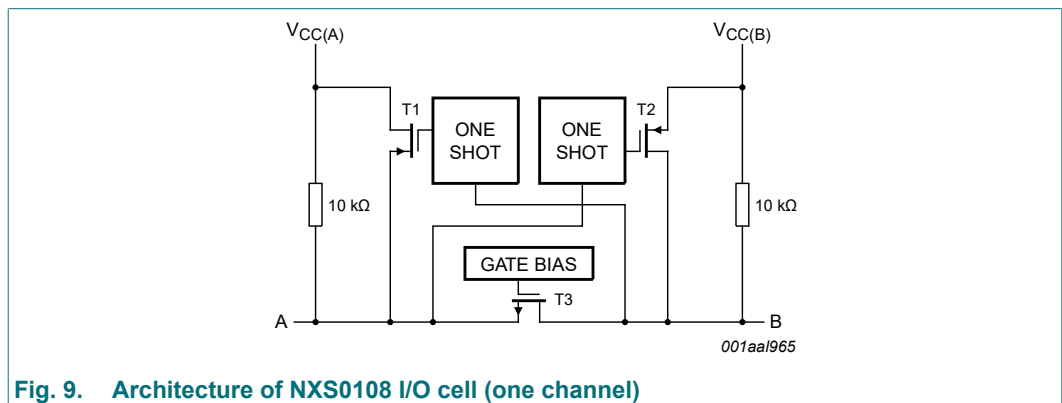 VCC(A)
VCC(B)
T1
ONE
SHOT
ONE
SHOT
T2
10 kΩ
10 kΩ
GATE BIAS
T3
A
B
001aal965
Fig. 9. Architecture of NXS0108 I/O cell (one channel)